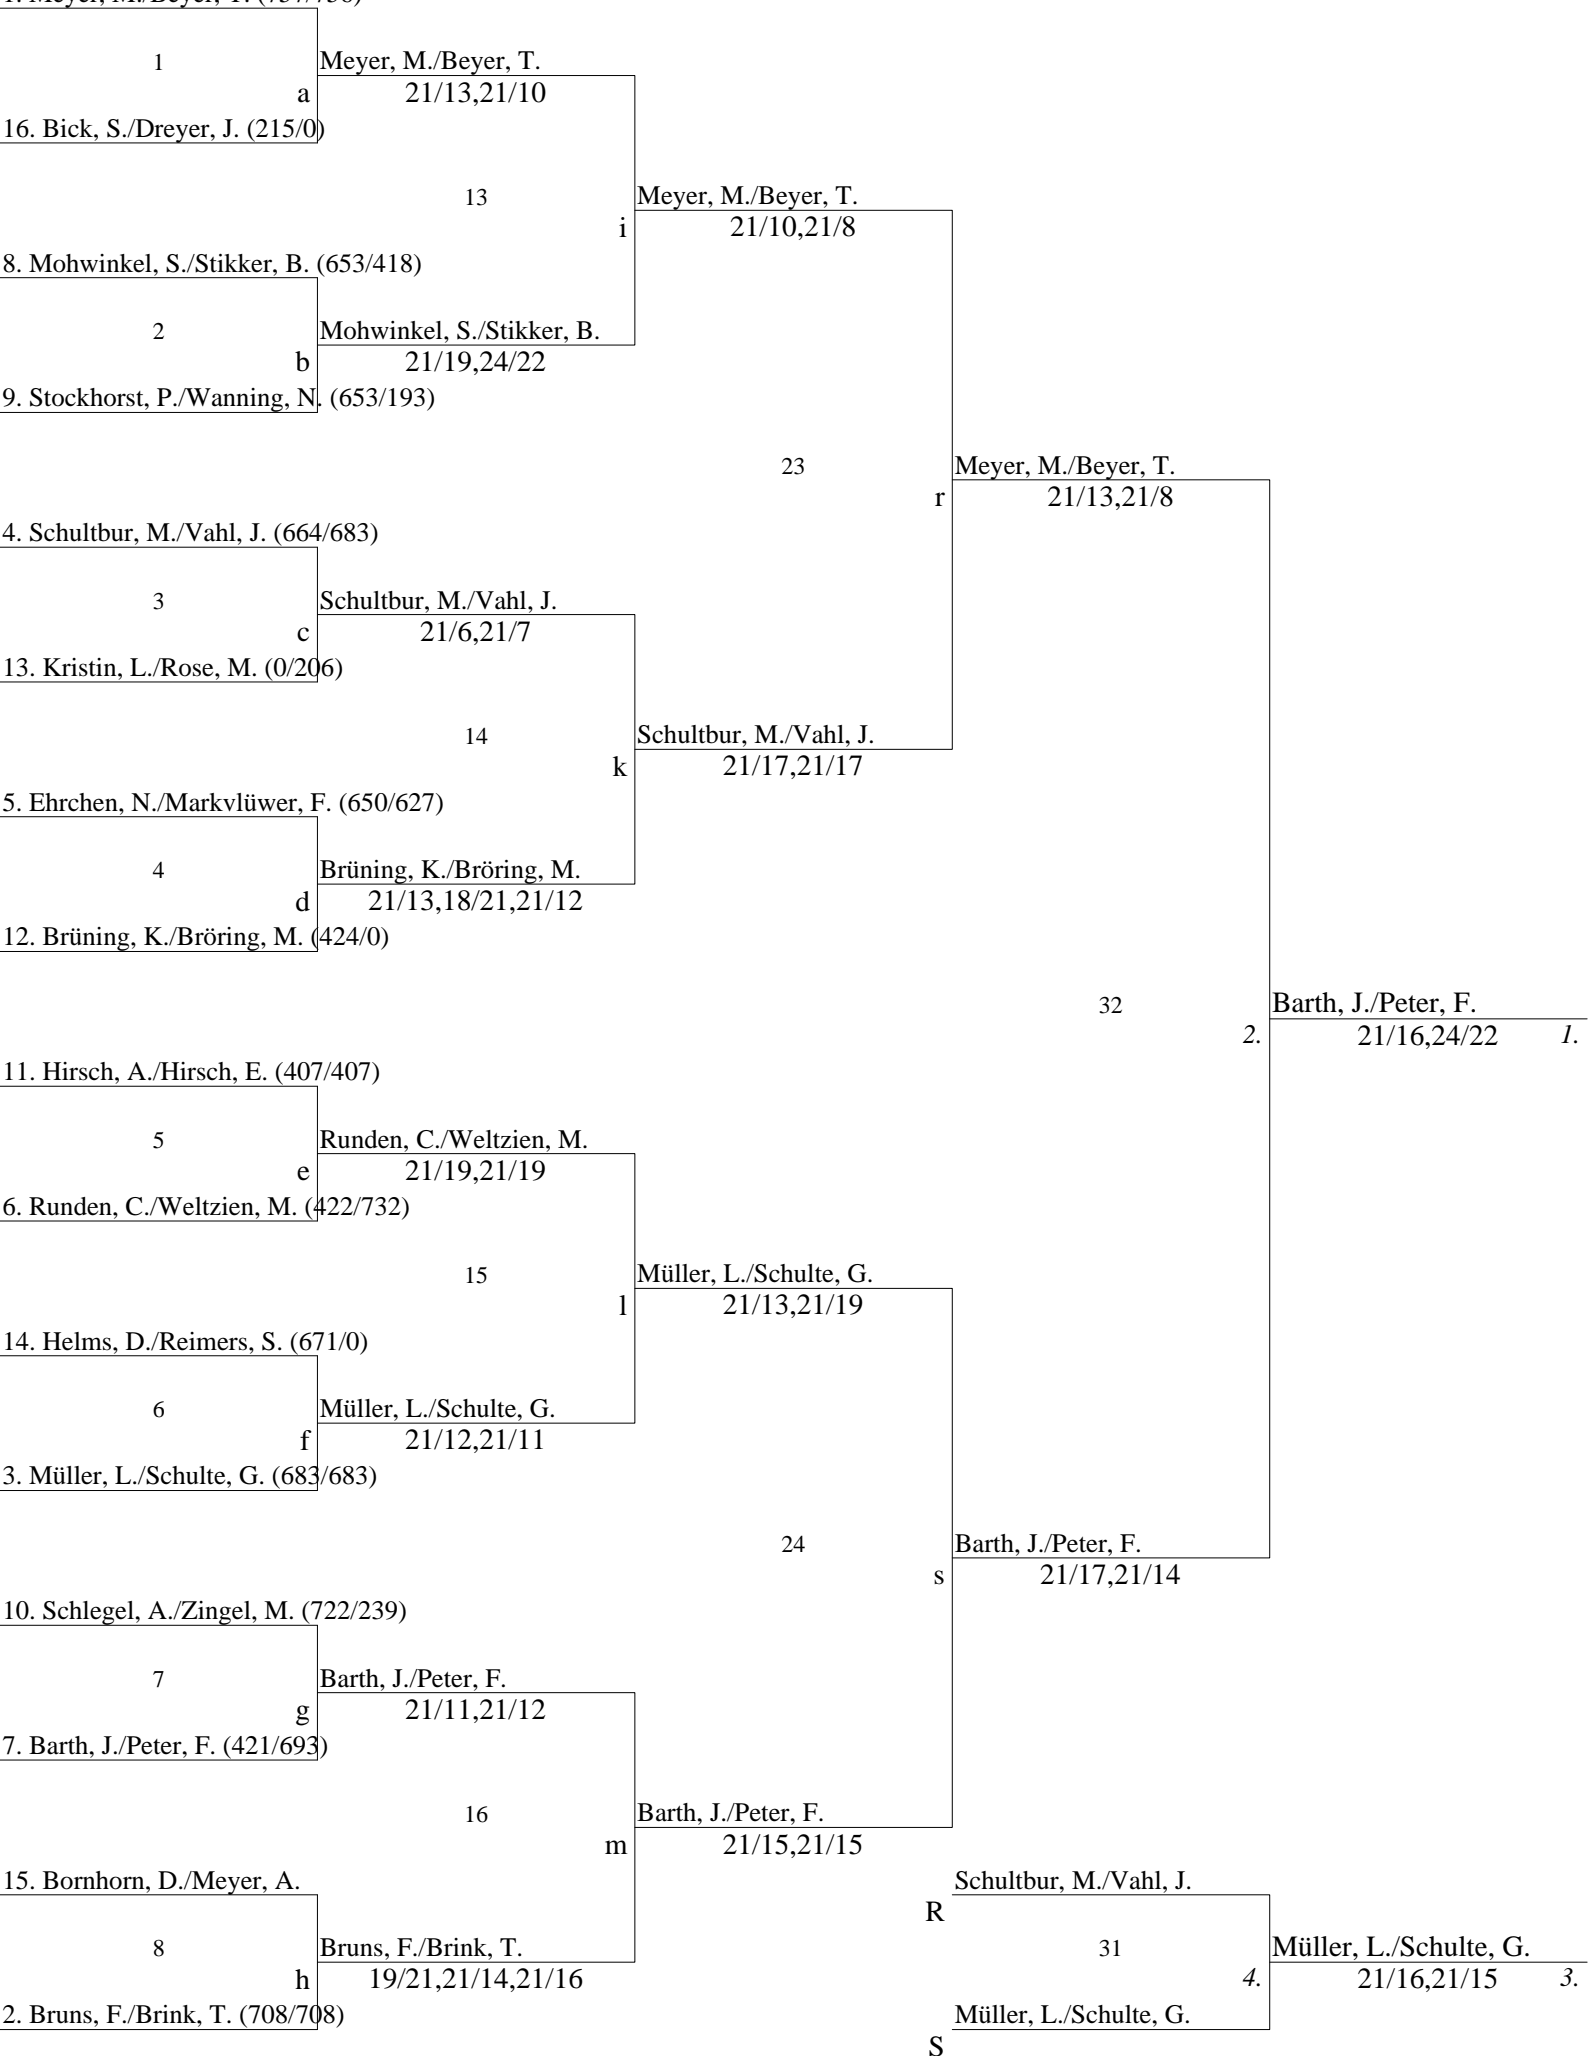 1
Meyer, M./Beyer, T.
a
21/13,21/10
16. Bick, S./Dreyer, J. (215/0)
13
Meyer, M./Beyer, T.
i
21/10,21/8
8. Mohwinkel, S./Stikker, B. (653/418)
2
Mohwinkel, S./Stikker, B.
b
21/19,24/22
9. Stockhorst, P./Wanning, N. (653/193)
23
Meyer, M./Beyer, T.
r
21/13,21/8
4. Schultbur, M./Vahl, J. (664/683)
3
Schultbur, M./Vahl, J.
c
21/6,21/7
13. Kristin, L./Rose, M. (0/206)
14
Schultbur, M./Vahl, J.
k
21/17,21/17
5. Ehrchen, N./Markvlüwer, F. (650/627)
4
Brüning, K./Bröring, M.
d
21/13,18/21,21/12
12. Brüning, K./Bröring, M. (424/0)
32
Barth, J./Peter, F.
2.
21/16,24/22
1.
11. Hirsch, A./Hirsch, E. (407/407)
5
Runden, C./Weltzien, M.
e
21/19,21/19
6. Runden, C./Weltzien, M. (422/732)
15
Müller, L./Schulte, G.
l
21/13,21/19
14. Helms, D./Reimers, S. (671/0)
6
Müller, L./Schulte, G.
f
21/12,21/11
3. Müller, L./Schulte, G. (683/683)
24
Barth, J./Peter, F.
s
21/17,21/14
10. Schlegel, A./Zingel, M. (722/239)
7
Barth, J./Peter, F.
g
21/11,21/12
7. Barth, J./Peter, F. (421/693)
16
Barth, J./Peter, F.
m
21/15,21/15
15. Bornhorn, D./Meyer, A.
Schultbur, M./Vahl, J.
R
8
Bruns, F./Brink, T.
31
Müller, L./Schulte, G.
h
19/21,21/14,21/16
4.
21/16,21/15
3.
2. Bruns, F./Brink, T. (708/708)
Müller, L./Schulte, G.
S